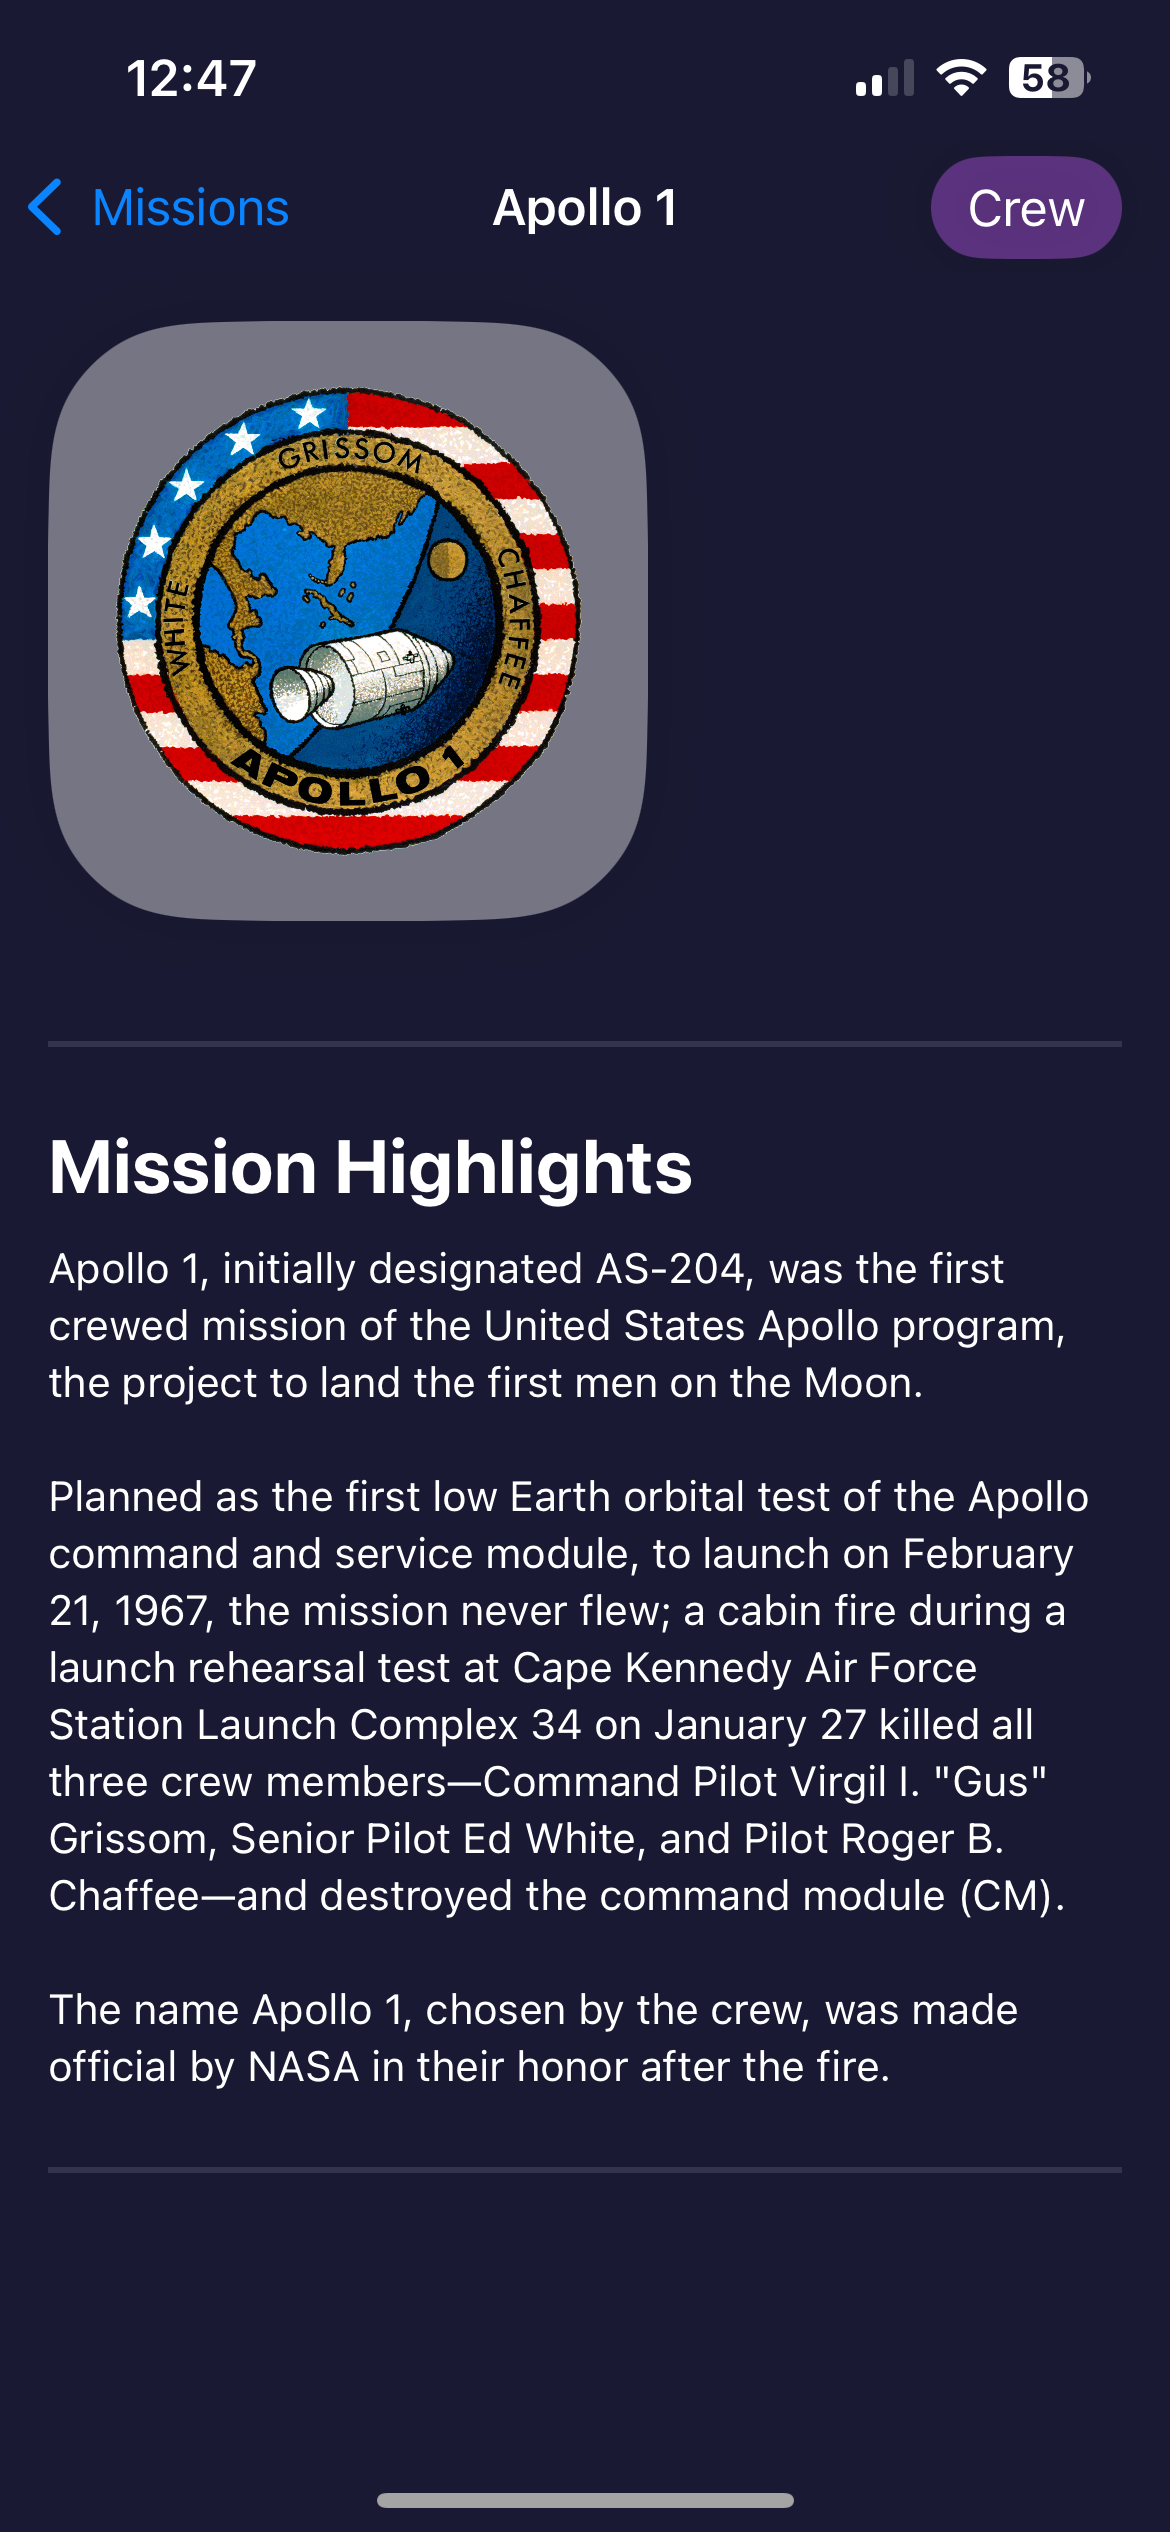 12:47
58
Missions
Apollo 1
Crew
GRISSOM
WHITE
CHAFFEE
APOLLO 1
Mission Highlights
Apollo 1, initially designated AS-204, was the first
crewed mission of the United States Apollo program,
the project to land the first men on the Moon.
Planned as the first low Earth orbital test of the Apollo
command and service module, to launch on February
21, 1967, the mission never flew; a cabin fire during a
launch rehearsal test at Cape Kennedy Air Force
Station Launch Complex 34 on January 27 killed all
three crew members—Command Pilot Virgil I. "Gus"
Grissom, Senior Pilot Ed White, and Pilot Roger B.
Chaffee—and destroyed the command module (CM).
The name Apollo 1, chosen by the crew, was made
official by NASA in their honor after the fire.